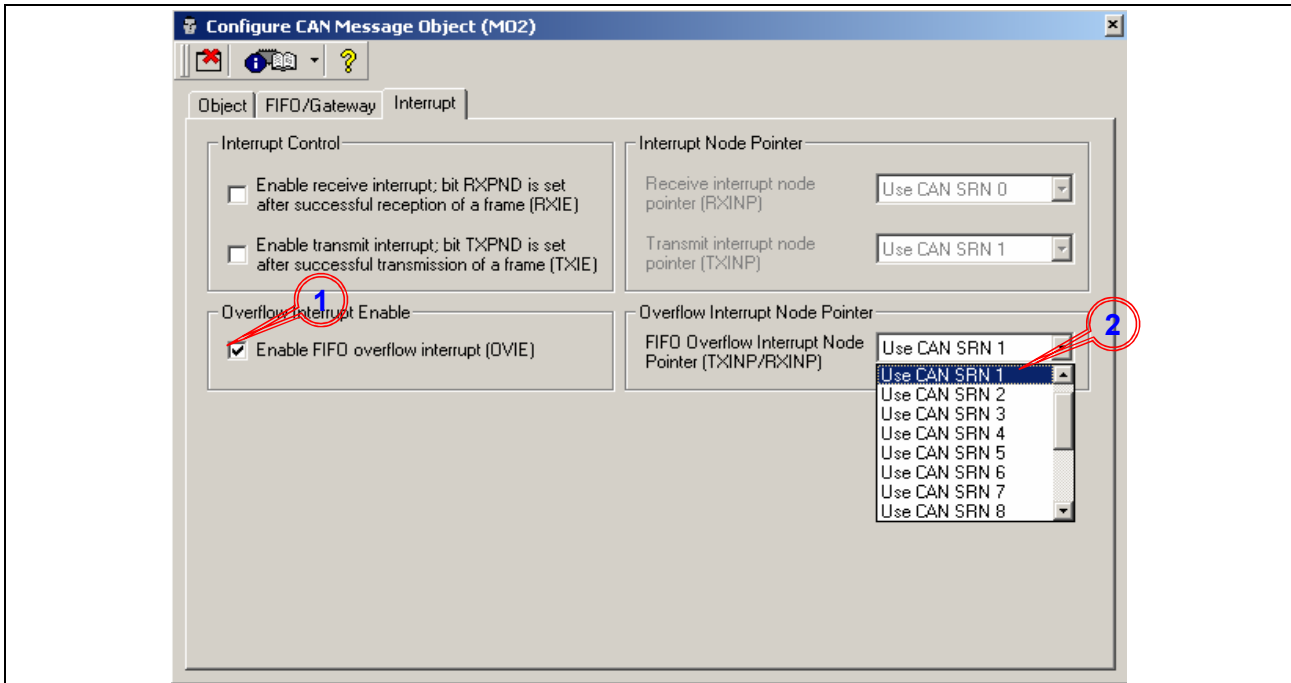 Configure CAN Message Object (MO2)
Object
FIFO/Gateway
Interrupt
Interrupt Control
Enable receive interrupt; bit RXPND is set
after successful reception of a frame (RXIE)
Enable transmit interrupt; bit TXPND is set
after successful transmission of a frame (TXIE)
Interrupt Node Pointer
Receive interrupt node
pointer (RXINP)
Use CAN SRN 0
Transmit interrupt node
pointer (TXINP)
Use CAN SRN 1
1
Overflow Interrupt Enable
Enable FIFO overflow interrupt (OVIE)
Overflow Interrupt Node Pointer
2
FIFO Overflow Interrupt Node
Pointer (TXINP/RXINP)
Use CAN SRN 1
Use CAN SRN 1
Use CAN SRN 2
Use CAN SRN 3
Use CAN SRN 4
Use CAN SRN 5
Use CAN SRN 6
Use CAN SRN 7
Use CAN SRN 8